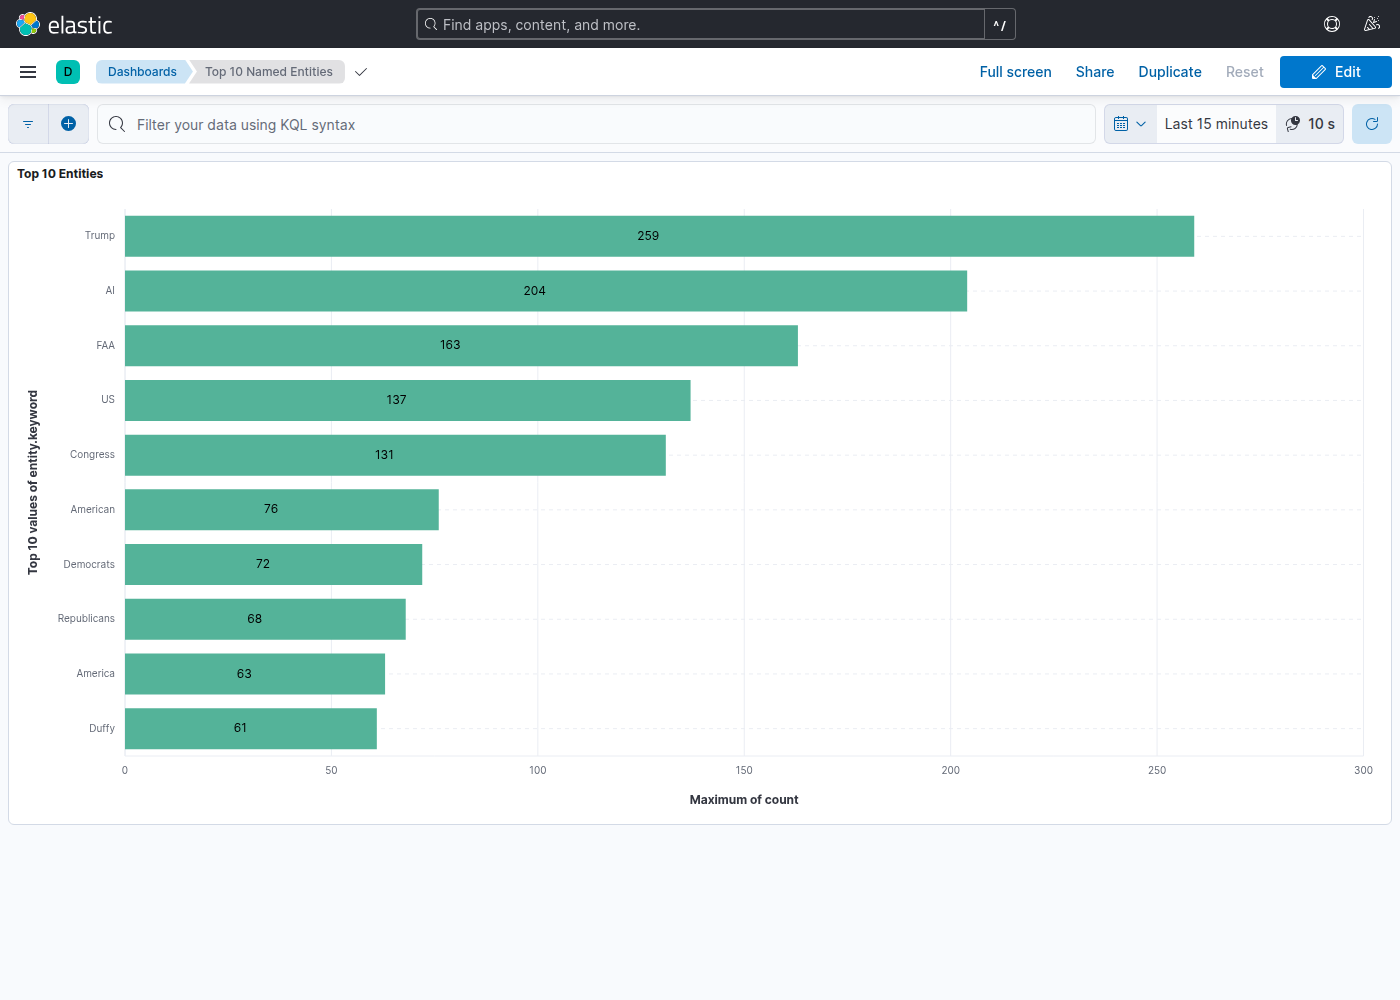 elastic
Find apps, content, and more.
^/
D
Dashboards
Top 10 Named Entities
Full screen
Share
Duplicate
Reset
Edit
Filter your data using KQL syntax
Last 15 minutes
10 s
Top 10 Entities
Top 10 values of entity.keyword
Trump 259
AI 204
FAA 163
US 137
Congress 131
American 76
Democrats 72
Republicans 68
America 63
Duffy 61
0 50 100 150 200 250 300
Maximum of count